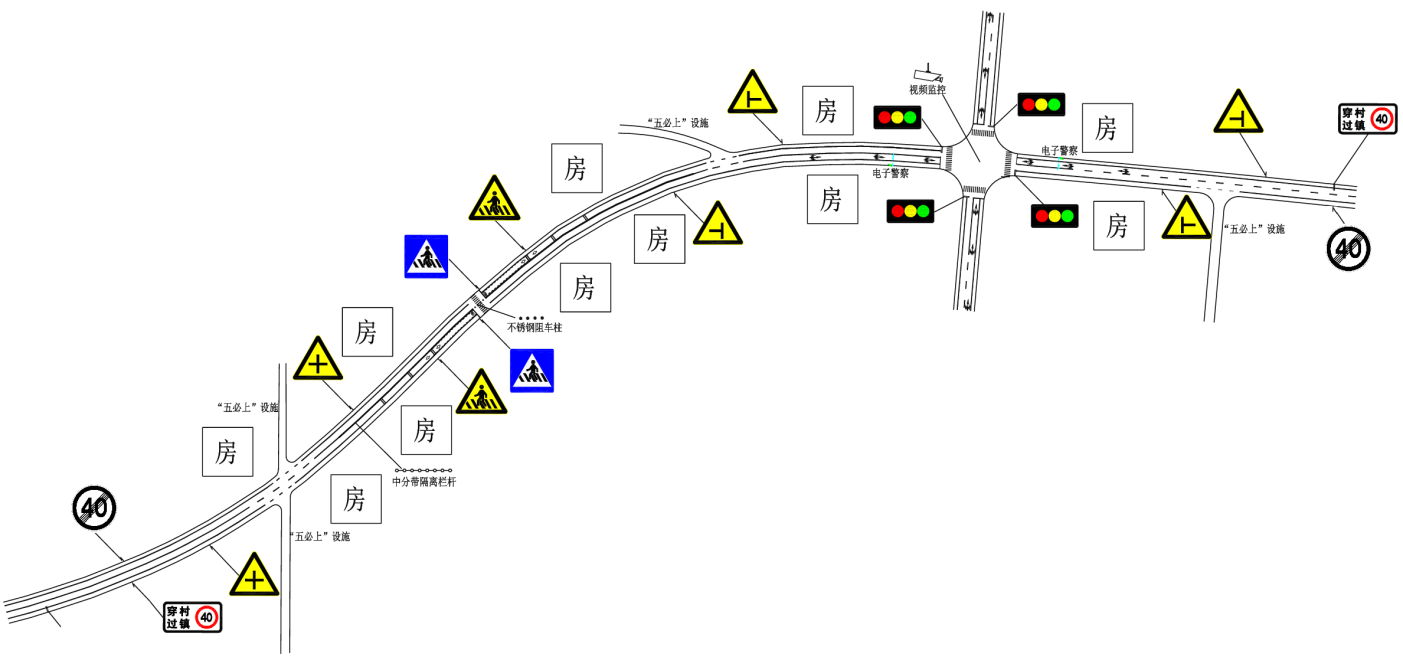 视频监控
“五必上”设施
房
房
穿村
过镇
40
电子警察
电子警察
房
房
房
房
“五必上”设施
40
房
不锈钢阻车柱
房
“五必上”设施
房
房
中分带隔离栏杆
房
40
“五必上”设施
穿村
过镇
40